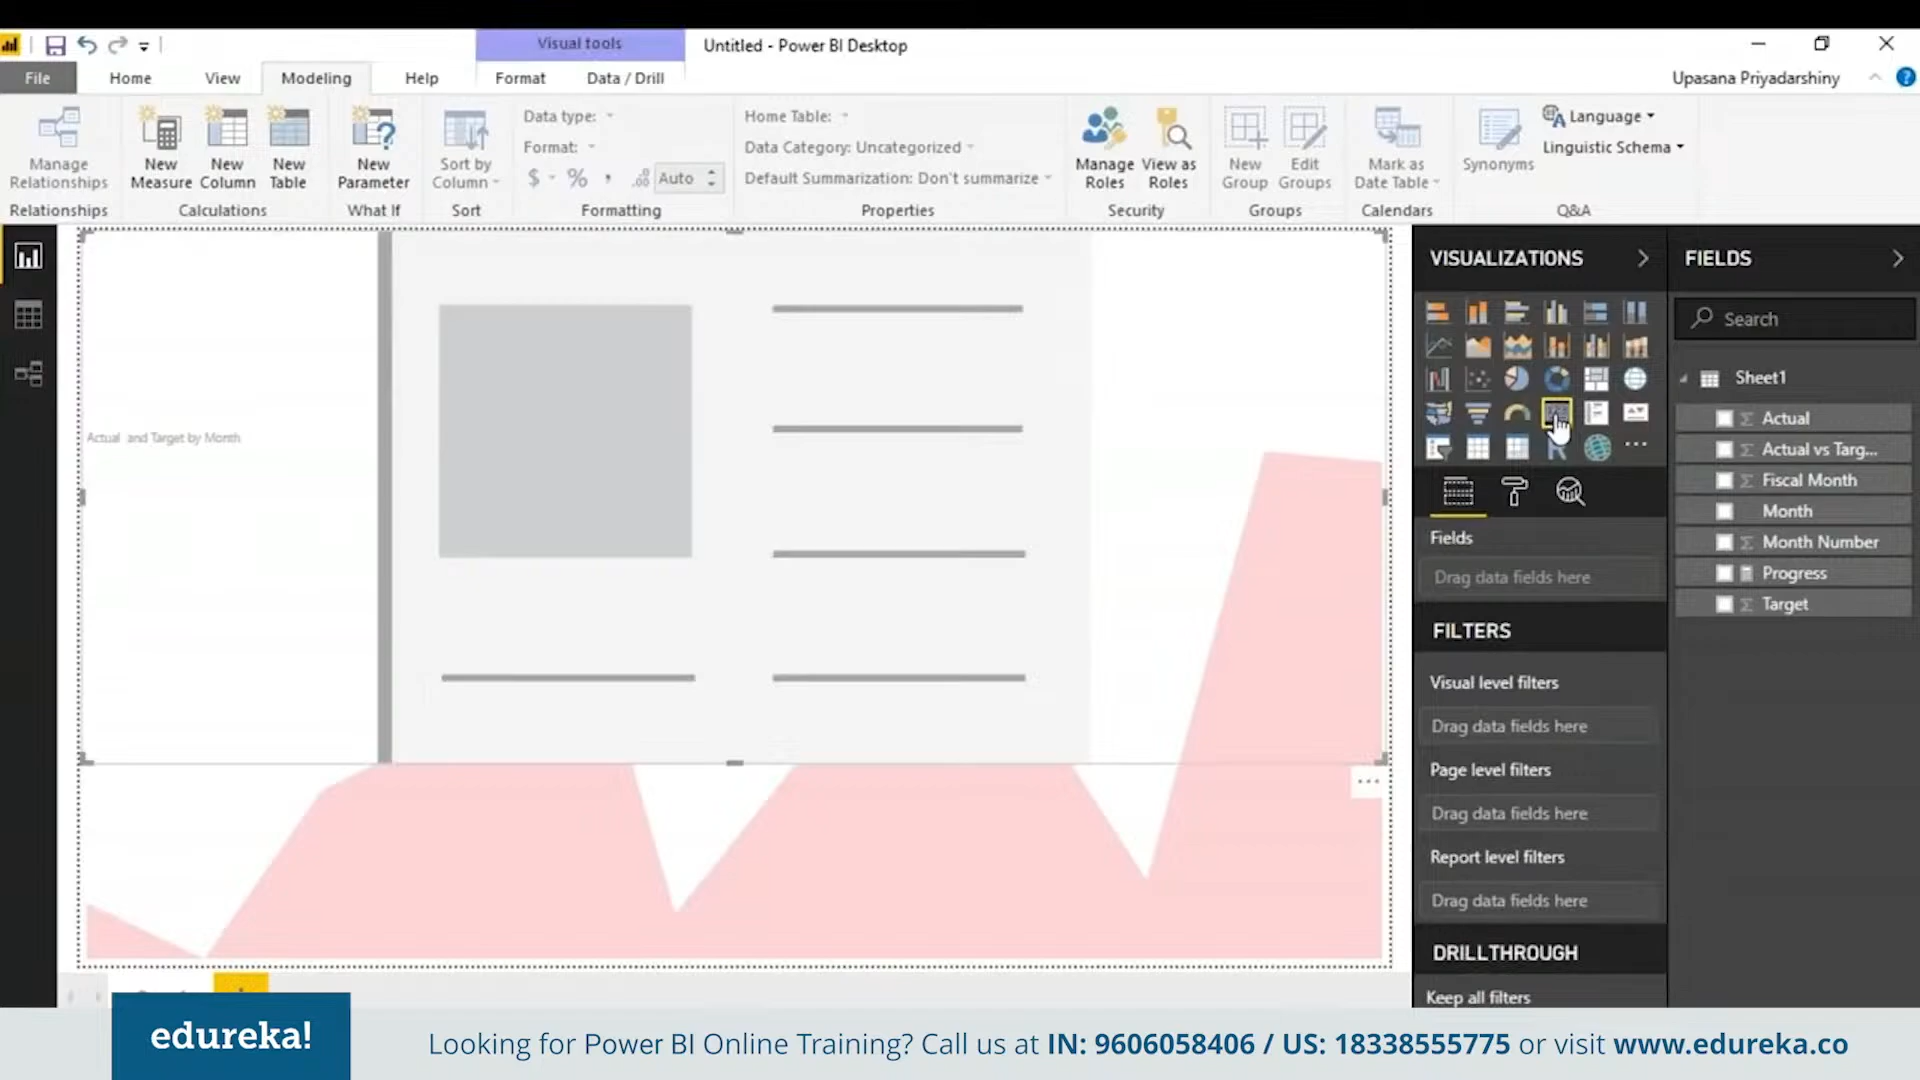 Visual tools
Untitled - Power BI Desktop
File
Home
View
Modeling
Help
Format
Data / Drill
Upasana Priyadarshiny
Manage Relationships
New Measure
New Column
New Table
New Parameter
Sort by Column
Data type:
Format:
$ % , .00 Auto
Home Table:
Data Category: Uncategorized
Default Summarization: Don't summarize
Manage Roles
View as Roles
New Group
Edit Groups
Mark as Date Table
Synonyms
Language
Linguistic Schema
Relationships
Calculations
What If
Sort
Formatting
Properties
Security
Groups
Calendars
Q&A
Actual and Target by Month
VISUALIZATIONS
Fields
Drag data fields here
FILTERS
Visual level filters
Drag data fields here
Page level filters
Drag data fields here
Report level filters
Drag data fields here
DRILLTHROUGH
Keep all filters
FIELDS
Search
Sheet1
Actual
Actual vs Targ...
Fiscal Month
Month
Month Number
Progress
Target
edureka!
Looking for Power BI Online Training? Call us at IN: 9606058406 / US: 18338555775 or visit www.edureka.co